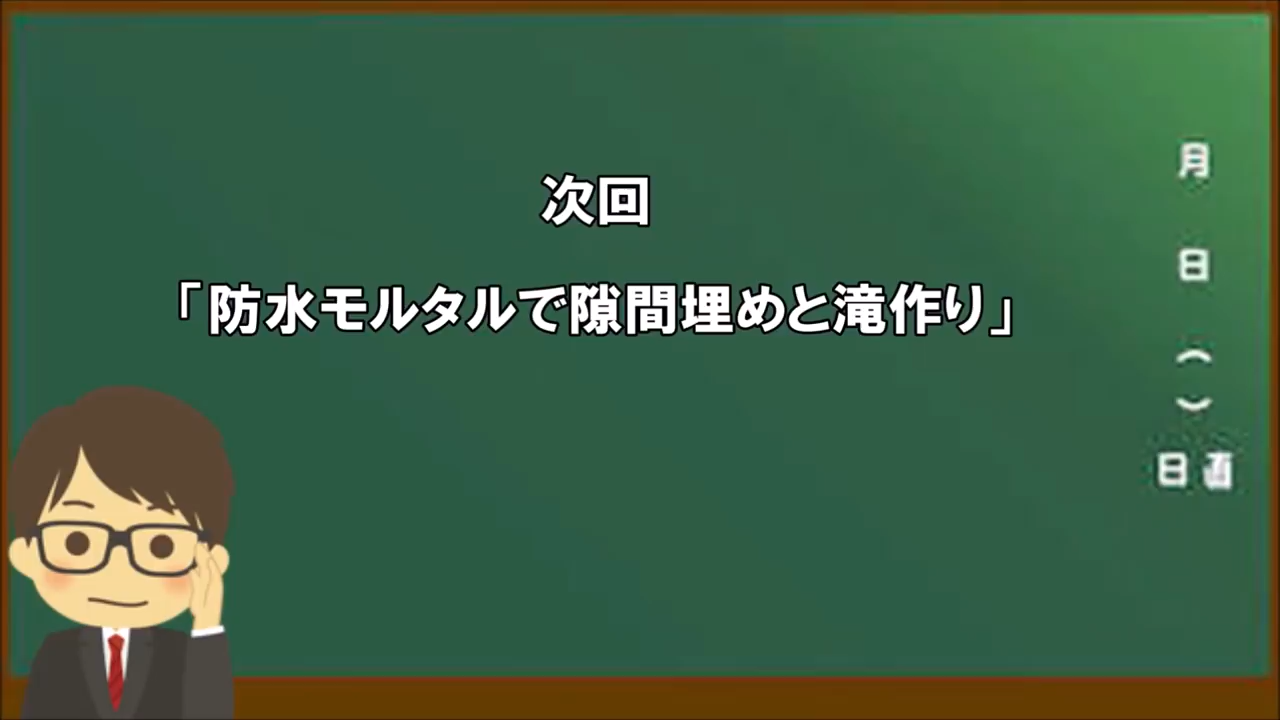 次回
「防水モルタルで隙間埋めと滝作り」
月
日
（
）
日直